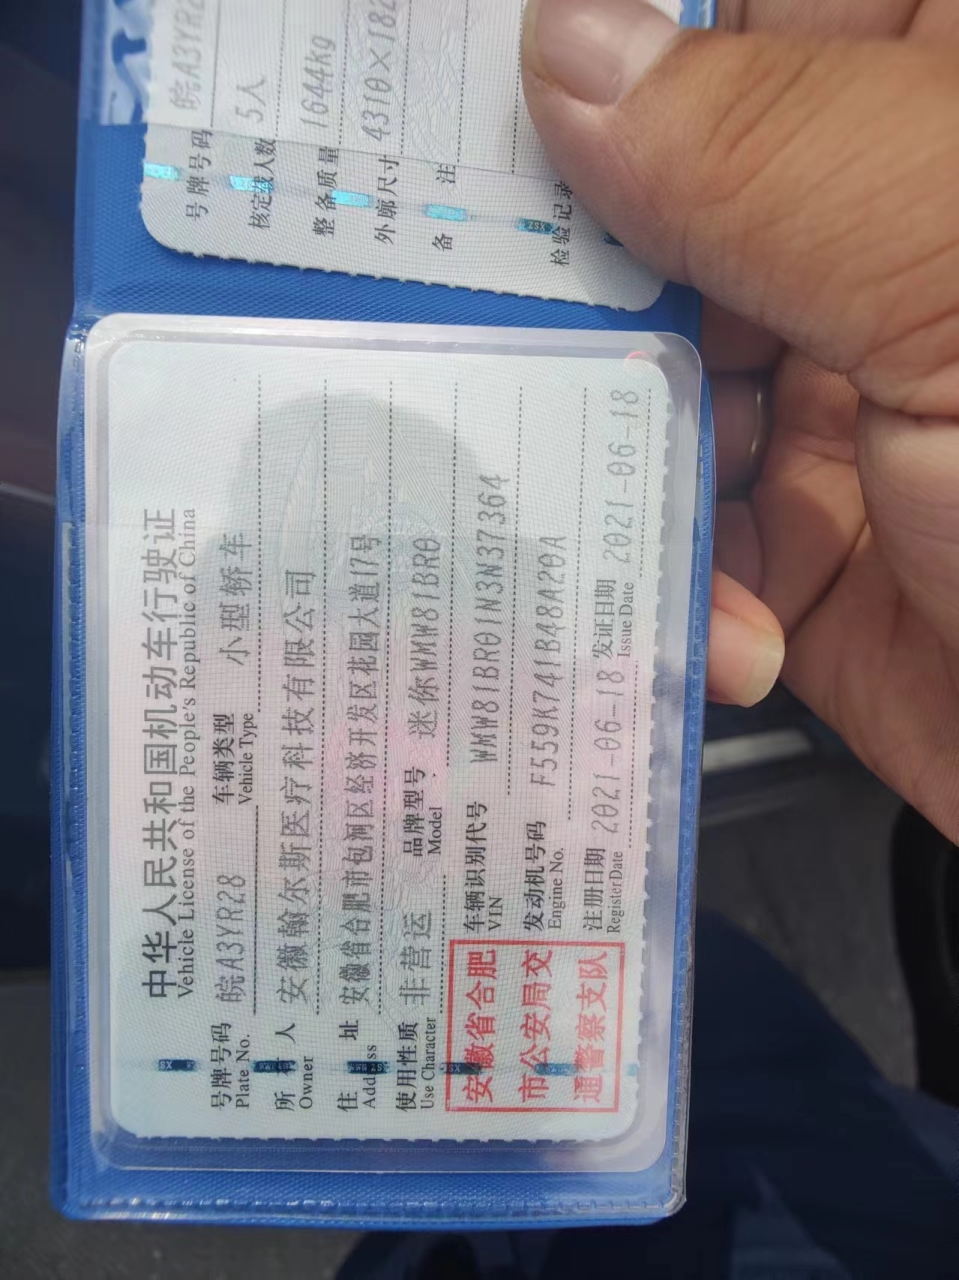 中华人民共和国机动车行驶证
Vehicle License of the People's Republic of China
号牌号码 皖A3YR28 车辆类型 小型轿车
Plate No. Vehicle Type
所有人 安徽翰尔斯医疗科技有限公司
Owner
住址 安徽省合肥市包河区经济开发区花园大道17号
Address
使用性质 非营运 品牌型号 迷你WMW81BR0
Use Character Model
安徽省合肥
市公安局交
通警察支队
车辆识别代号 WMW81BR01N3N37364
VIN
发动机号码 F559K741B48A20A
Engine No.
注册日期 2021-06-18 发证日期 2021-06-18
Register Date Issue Date
号牌号码 皖A3YR2
核定载人数 5人
整备质量 1644kg
外廓尺寸 4310×182
备注
检验记录